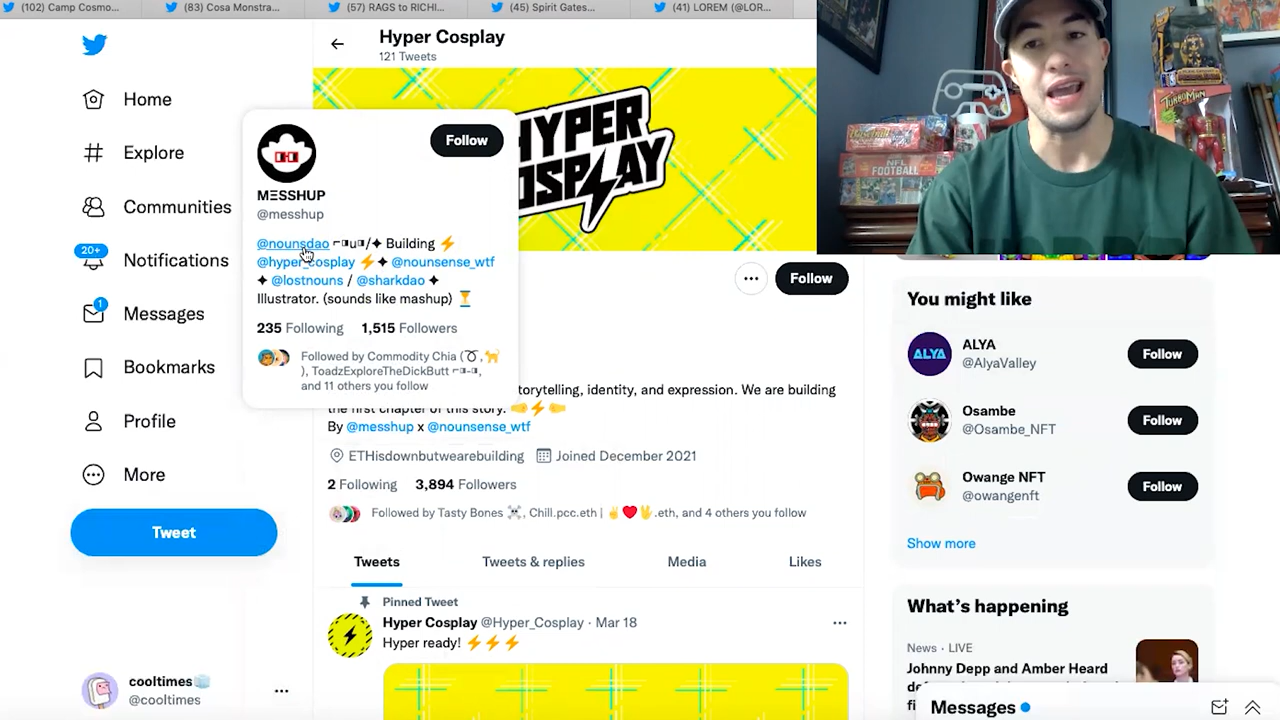 (102) Camp Cosmo...
(83) Cosa Monstra...
(57) RAGS to RICHI...
(45) Spirit Gates...
(41) LOREM (@LOR...
Home
Explore
Communities
20+
Notifications
1
Messages
Bookmarks
Profile
More
Tweet
cooltimes
@cooltimes
Hyper Cosplay
121 Tweets
HYPER
OSPLAY
Follow
MΞSSHUP
@messhup
@nounsdao ⌐◨u◨/✦ Building ⚡
@hyper_cosplay ⚡✦ @nounsense_wtf
✦ @lostnouns / @sharkdao ✦
Illustrator. (sounds like mashup) ⏳
235 Following 1,515 Followers
Followed by Commodity Chia (➰,🐈
), ToadzExploreTheDickButt ⌐◨-◨,
and 11 others you follow
Follow
torytelling, identity, and expression. We are building
the first chapter of this story. 🤜⚡🤛
By @messhup x @nounsense_wtf
ETHisdownbutwearebuilding Joined December 2021
2 Following 3,894 Followers
Followed by Tasty Bones ☠️, Chill.pcc.eth | ✌️❤️🖖.eth, and 4 others you follow
Tweets Tweets & replies Media Likes
Pinned Tweet
Hyper Cosplay @Hyper_Cosplay · Mar 18
Hyper ready! ⚡⚡⚡
Baseball
NFL
FOOTBALL
TURBO MAN
You might like
ALYA
ALYA
@AlyaValley
Follow
Osambe
@Osambe_NFT
Follow
Owange NFT
@owangenft
Follow
Show more
What's happening
News · LIVE
Johnny Depp and Amber Heard
Messages